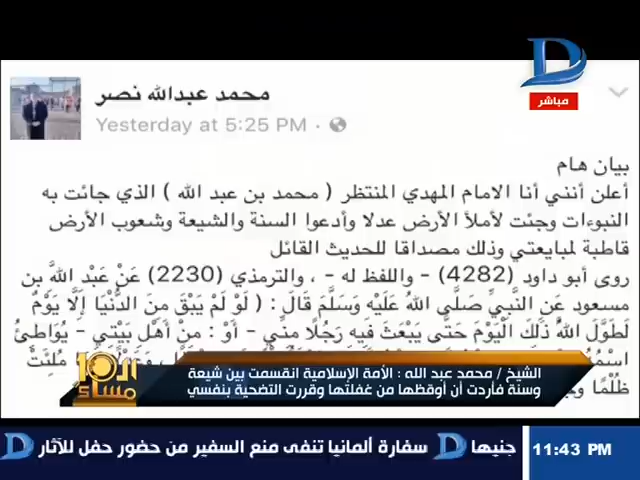 مباشر
محمد عبدالله نصر
Yesterday at 5:25 PM
بيان هام
أعلن أنني أنا الامام المهدي المنتظر ( محمد بن عبد الله ) الذي جائت به
النبوءات وجئت لأملأ الأرض عدلا وأدعوا السنة والشيعة وشعوب الأرض
قاطبة لمبايعتي وذلك مصداقا للحديث القائل
روى أبو داود (4282) – واللفظ له - ، والترمذي (2230) عَنْ عَبْدِ اللَّهِ بن
مسعود عَن النَّبِيِّ صَلَّى اللهُ عَلَيْهِ وَسَلَّمَ قَالَ : ( لَوْ لَمْ يَبْقَ مِنَ الدُّنْيَا إِلَّا يَوْمٌ
لَطَوَّلَ اللهُ ذَلِكَ الْيَوْمَ حَتَّى يَبْعَثَ فِيهِ رَجُلًا مِنِّي - أَوْ : مِنْ أَهْلِ بَيْتِي - يُوَاطِئُ
مُلِئَتْ
ظُلْمًا
العاشرة
مساءً
الشيخ / محمد عبد الله : الأمة الإسلامية انقسمت بين شيعة
وسنة فأردت أن أوقظها من غفلتها وقررت التضحية بنفسي
جنيها سفارة ألمانيا تنفى منع السفير من حضور حفل للآثار
11:43 PM